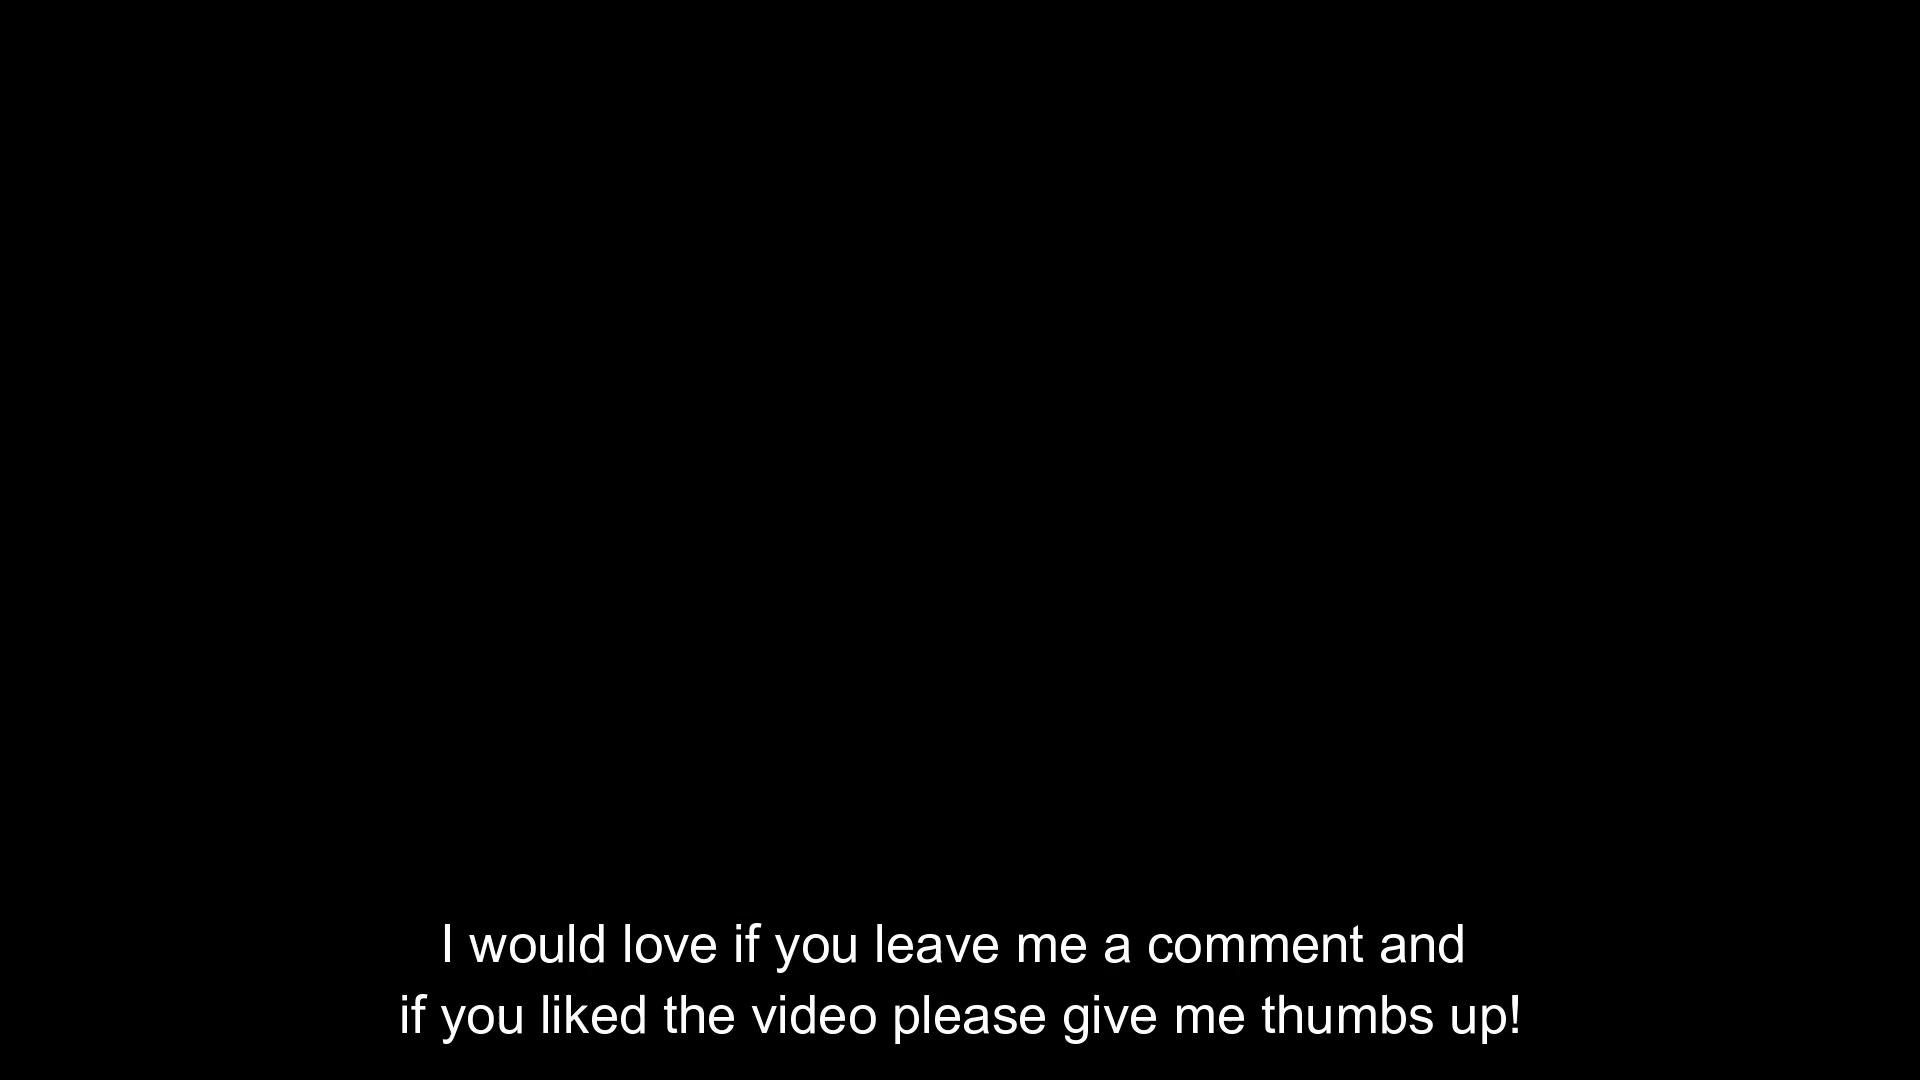 I would love if you leave me a comment and
if you liked the video please give me thumbs up!